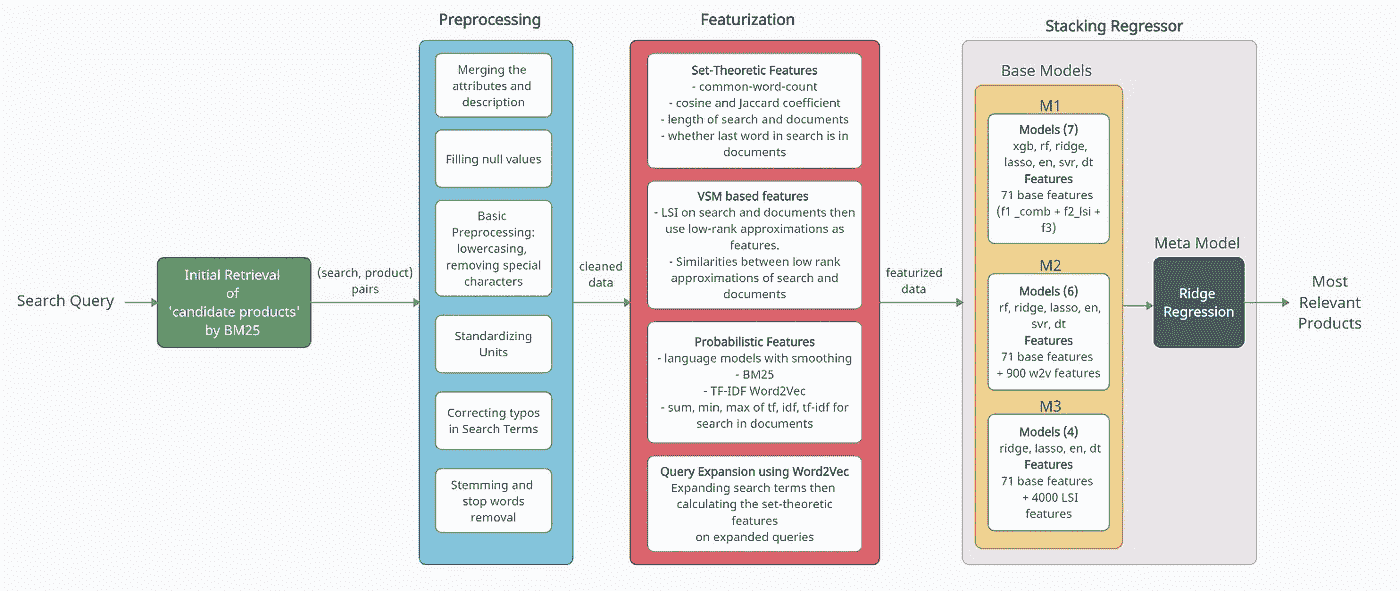 Search Query
Initial Retrieval
of
'candidate products'
by BM25
(search, product)
pairs
Preprocessing
Merging the
attributes and
description
Filling null values
Basic
Preprocessing:
lowercasing,
removing special
characters
Standardizing
Units
Correcting typos
in Search Terms
Stemming and
stop words
removal
cleaned
data
Featurization
Set-Theoretic Features
- common-word-count
- cosine and Jaccard coefficient
- length of search and documents
- whether last word in search is in
documents
VSM based features
- LSI on search and documents then
use low-rank approximations as
features.
- Similarities between low rank
approximations of search and
documents
Probabilistic Features
- language models with smoothing
- BM25
- TF-IDF Word2Vec
- sum, min, max of tf, idf, tf-idf for
search in documents
Query Expansion using Word2Vec
Expanding search terms then
calculating the set-theoretic
features
on expanded queries
featurized
data
Stacking Regressor
Base Models
M1
Models (7)
xgb, rf, ridge,
lasso, en, svr, dt
Features
71 base features
(f1 _comb + f2_lsi +
f3)
M2
Models (6)
rf, ridge, lasso, en,
svr, dt
Features
71 base features
+ 900 w2v features
M3
Models (4)
ridge, lasso, en, dt
Features
71 base features
+ 4000 LSI
features
Meta Model
Ridge
Regression
Most
Relevant
Products